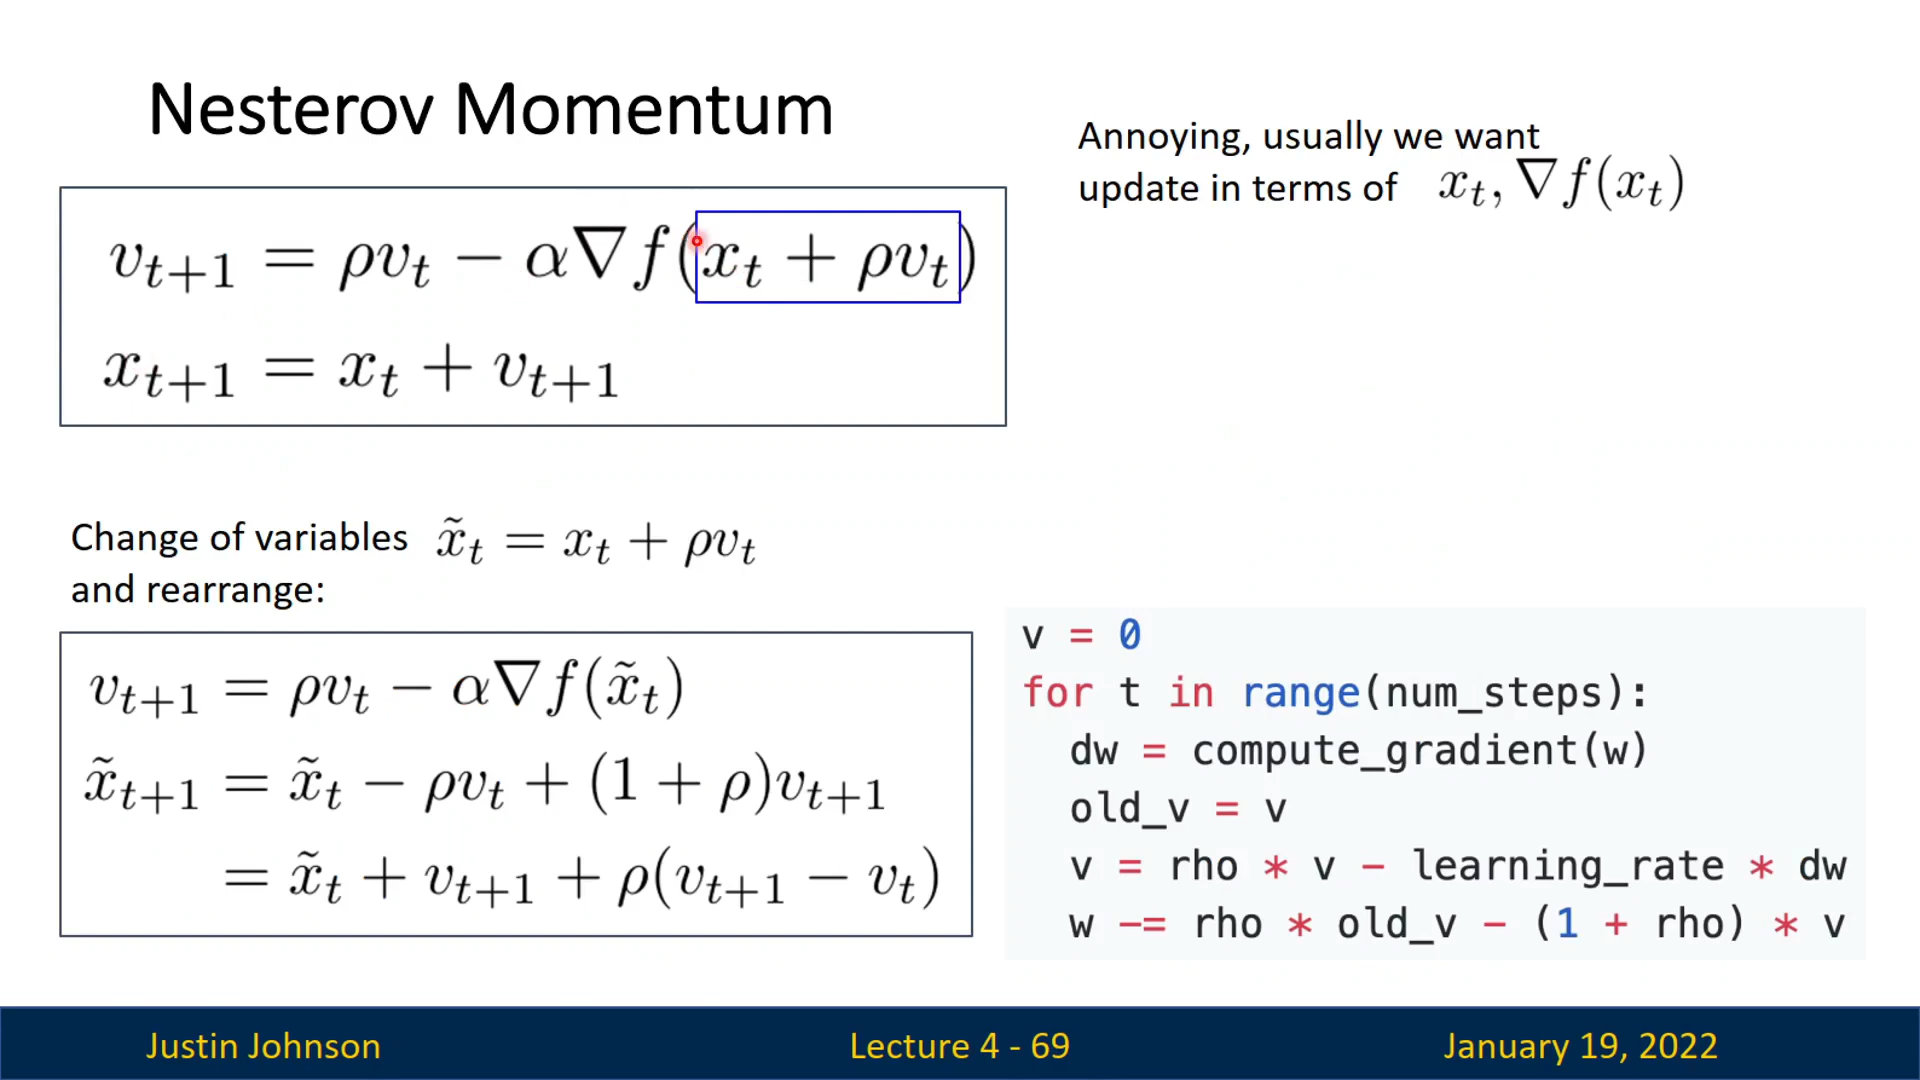 Nesterov Momentum
Annoying, usually we want
update in terms of x_t, ∇f(x_t)
v_{t+1} = ρv_t − α∇f(x_t + ρv_t)
x_{t+1} = x_t + v_{t+1}
Change of variables x̃_t = x_t + ρv_t
and rearrange:
v_{t+1} = ρv_t − α∇f(x̃_t)
x̃_{t+1} = x̃_t − ρv_t + (1 + ρ)v_{t+1}
= x̃_t + v_{t+1} + ρ(v_{t+1} − v_t)
v = 0
for t in range(num_steps):
dw = compute_gradient(w)
old_v = v
v = rho * v - learning_rate * dw
w -= rho * old_v - (1 + rho) * v
Justin Johnson
Lecture 4 - 69
January 19, 2022